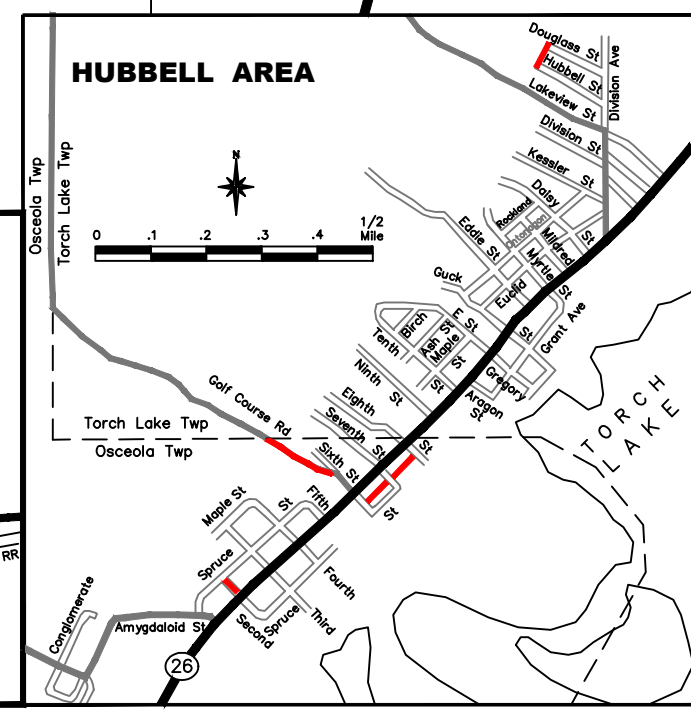 HUBBELL AREA
N
0 .1 .2 .3 .4 1/2
Mile
Osceola Twp
Torch Lake Twp
Douglass St
Hubbell St
Lakeview St
Division Ave
Division St
Kessler St
Daisy St
Rockland
Ontonagon
Mildred
Myrtle St
Eddie St
Guck
Euclid St
Grant Ave
Birch
E St
Tenth St
Ash St
Maple St
Gregory
Aragon St
Ninth St
Eighth St
Seventh St
Sixth St
Golf Course Rd
Torch Lake Twp
Osceola Twp
TORCH
LAKE
Maple St
Fifth St
Spruce St
Fourth
Third
Spruce
Second
Conglomerate
Amygdaloid St
26
RR